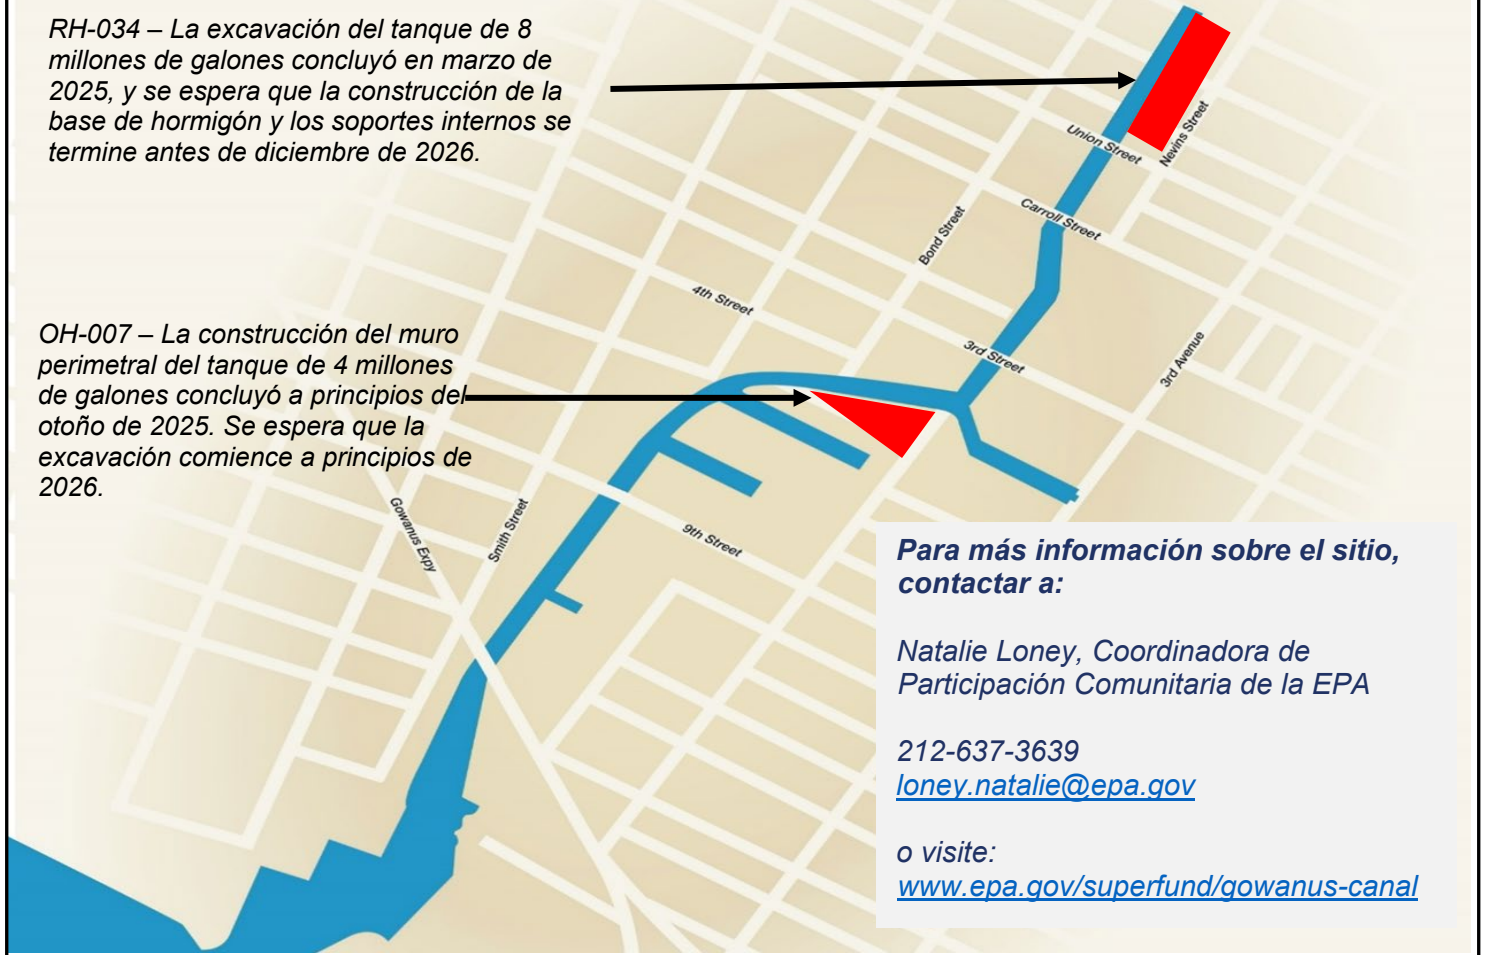 RH-034 – La excavación del tanque de 8
millones de galones concluyó en marzo de
2025, y se espera que la construcción de la
base de hormigón y los soportes internos se
termine antes de diciembre de 2026.
Union Street
Nevins Street
Carroll Street
Bond Street
4th Street
3rd Street
3rd Avenue
OH-007 – La construcción del muro
perimetral del tanque de 4 millones
de galones concluyó a principios del
otoño de 2025. Se espera que la
excavación comience a principios de
2026.
Gowanus Expy
Smith Street
9th Street
Para más información sobre el sitio,
contactar a:
Natalie Loney, Coordinadora de
Participación Comunitaria de la EPA
212-637-3639
loney.natalie@epa.gov
o visite:
www.epa.gov/superfund/gowanus-canal